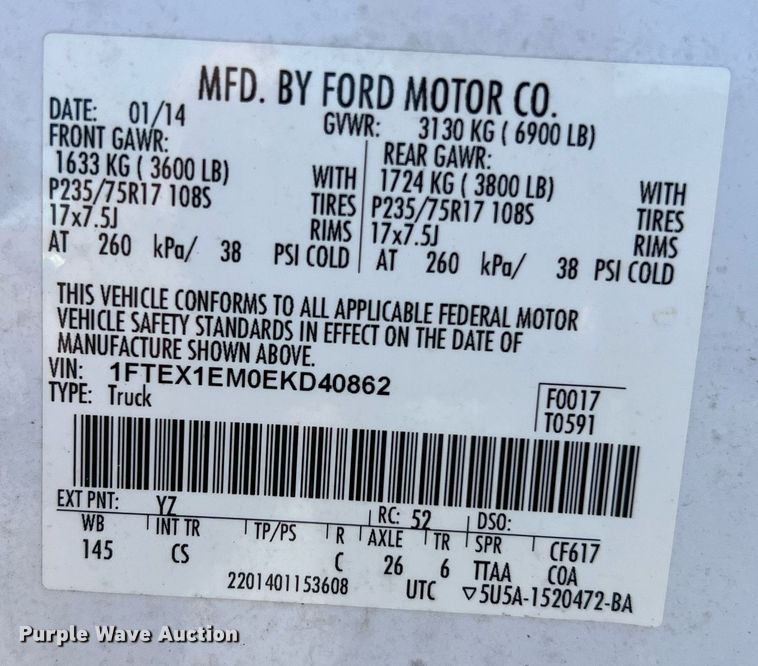 MFD. BY FORD MOTOR CO.
DATE: 01/14 GVWR: 3130 KG ( 6900 LB)
FRONT GAWR: REAR GAWR:
1633 KG ( 3600 LB) WITH 1724 KG ( 3800 LB) WITH
P235/75R17 108S TIRES P235/75R17 108S TIRES
17x7.5J RIMS 17x7.5J RIMS
AT 260 kPa/ 38 PSI COLD AT 260 kPa/ 38 PSI COLD
THIS VEHICLE CONFORMS TO ALL APPLICABLE FEDERAL MOTOR
VEHICLE SAFETY STANDARDS IN EFFECT ON THE DATE OF
MANUFACTURE SHOWN ABOVE.
VIN: 1FTEX1EM0EKD40862
TYPE: Truck
F0017
T0591
EXT PNT: YZ RC: 52 DSO:
WB INT TR TP/PS R AXLE TR SPR CF617
145 CS C 26 6 TTAA COA
2201401153608 UTC ▽5U5A-1520472-BA
Purple Wave Auction